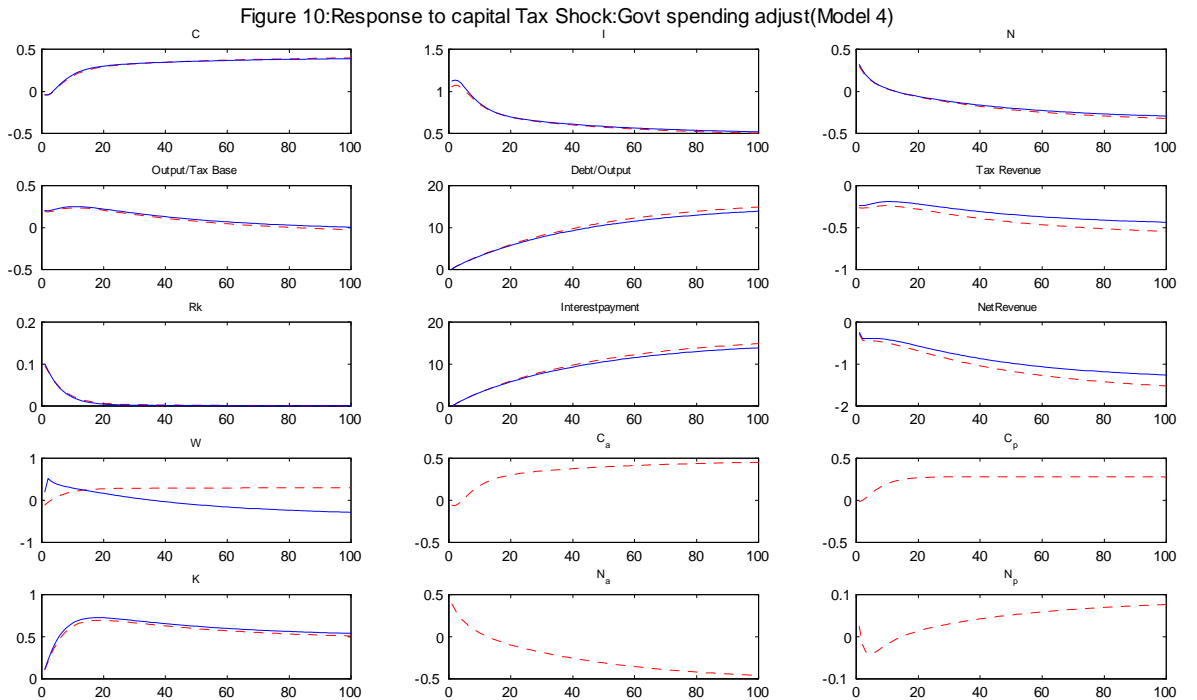 Figure 10:Response to capital Tax Shock:Govt spending adjust(Model 4)
C
I
N
0.5
0
-0.5
0 20 40 60 80 100
1.5
1
0.5
0 20 40 60 80 100
0.5
0
-0.5
0 20 40 60 80 100
Output/Tax Base
Debt/Output
Tax Revenue
0.5
0
-0.5
0 20 40 60 80 100
20
10
0
0 20 40 60 80 100
0
-0.5
-1
0 20 40 60 80 100
Rk
Interestpayment
NetRevenue
0.2
0.1
0
0 20 40 60 80 100
20
10
0
0 20 40 60 80 100
0
-1
-2
0 20 40 60 80 100
W
C_a
C_p
1
0
-1
0 20 40 60 80 100
0.5
0
-0.5
0 20 40 60 80 100
0.5
0
-0.5
0 20 40 60 80 100
K
N_a
N_p
1
0.5
0
0 20 40 60 80 100
0.5
0
-0.5
0 20 40 60 80 100
0.1
0
-0.1
0 20 40 60 80 100